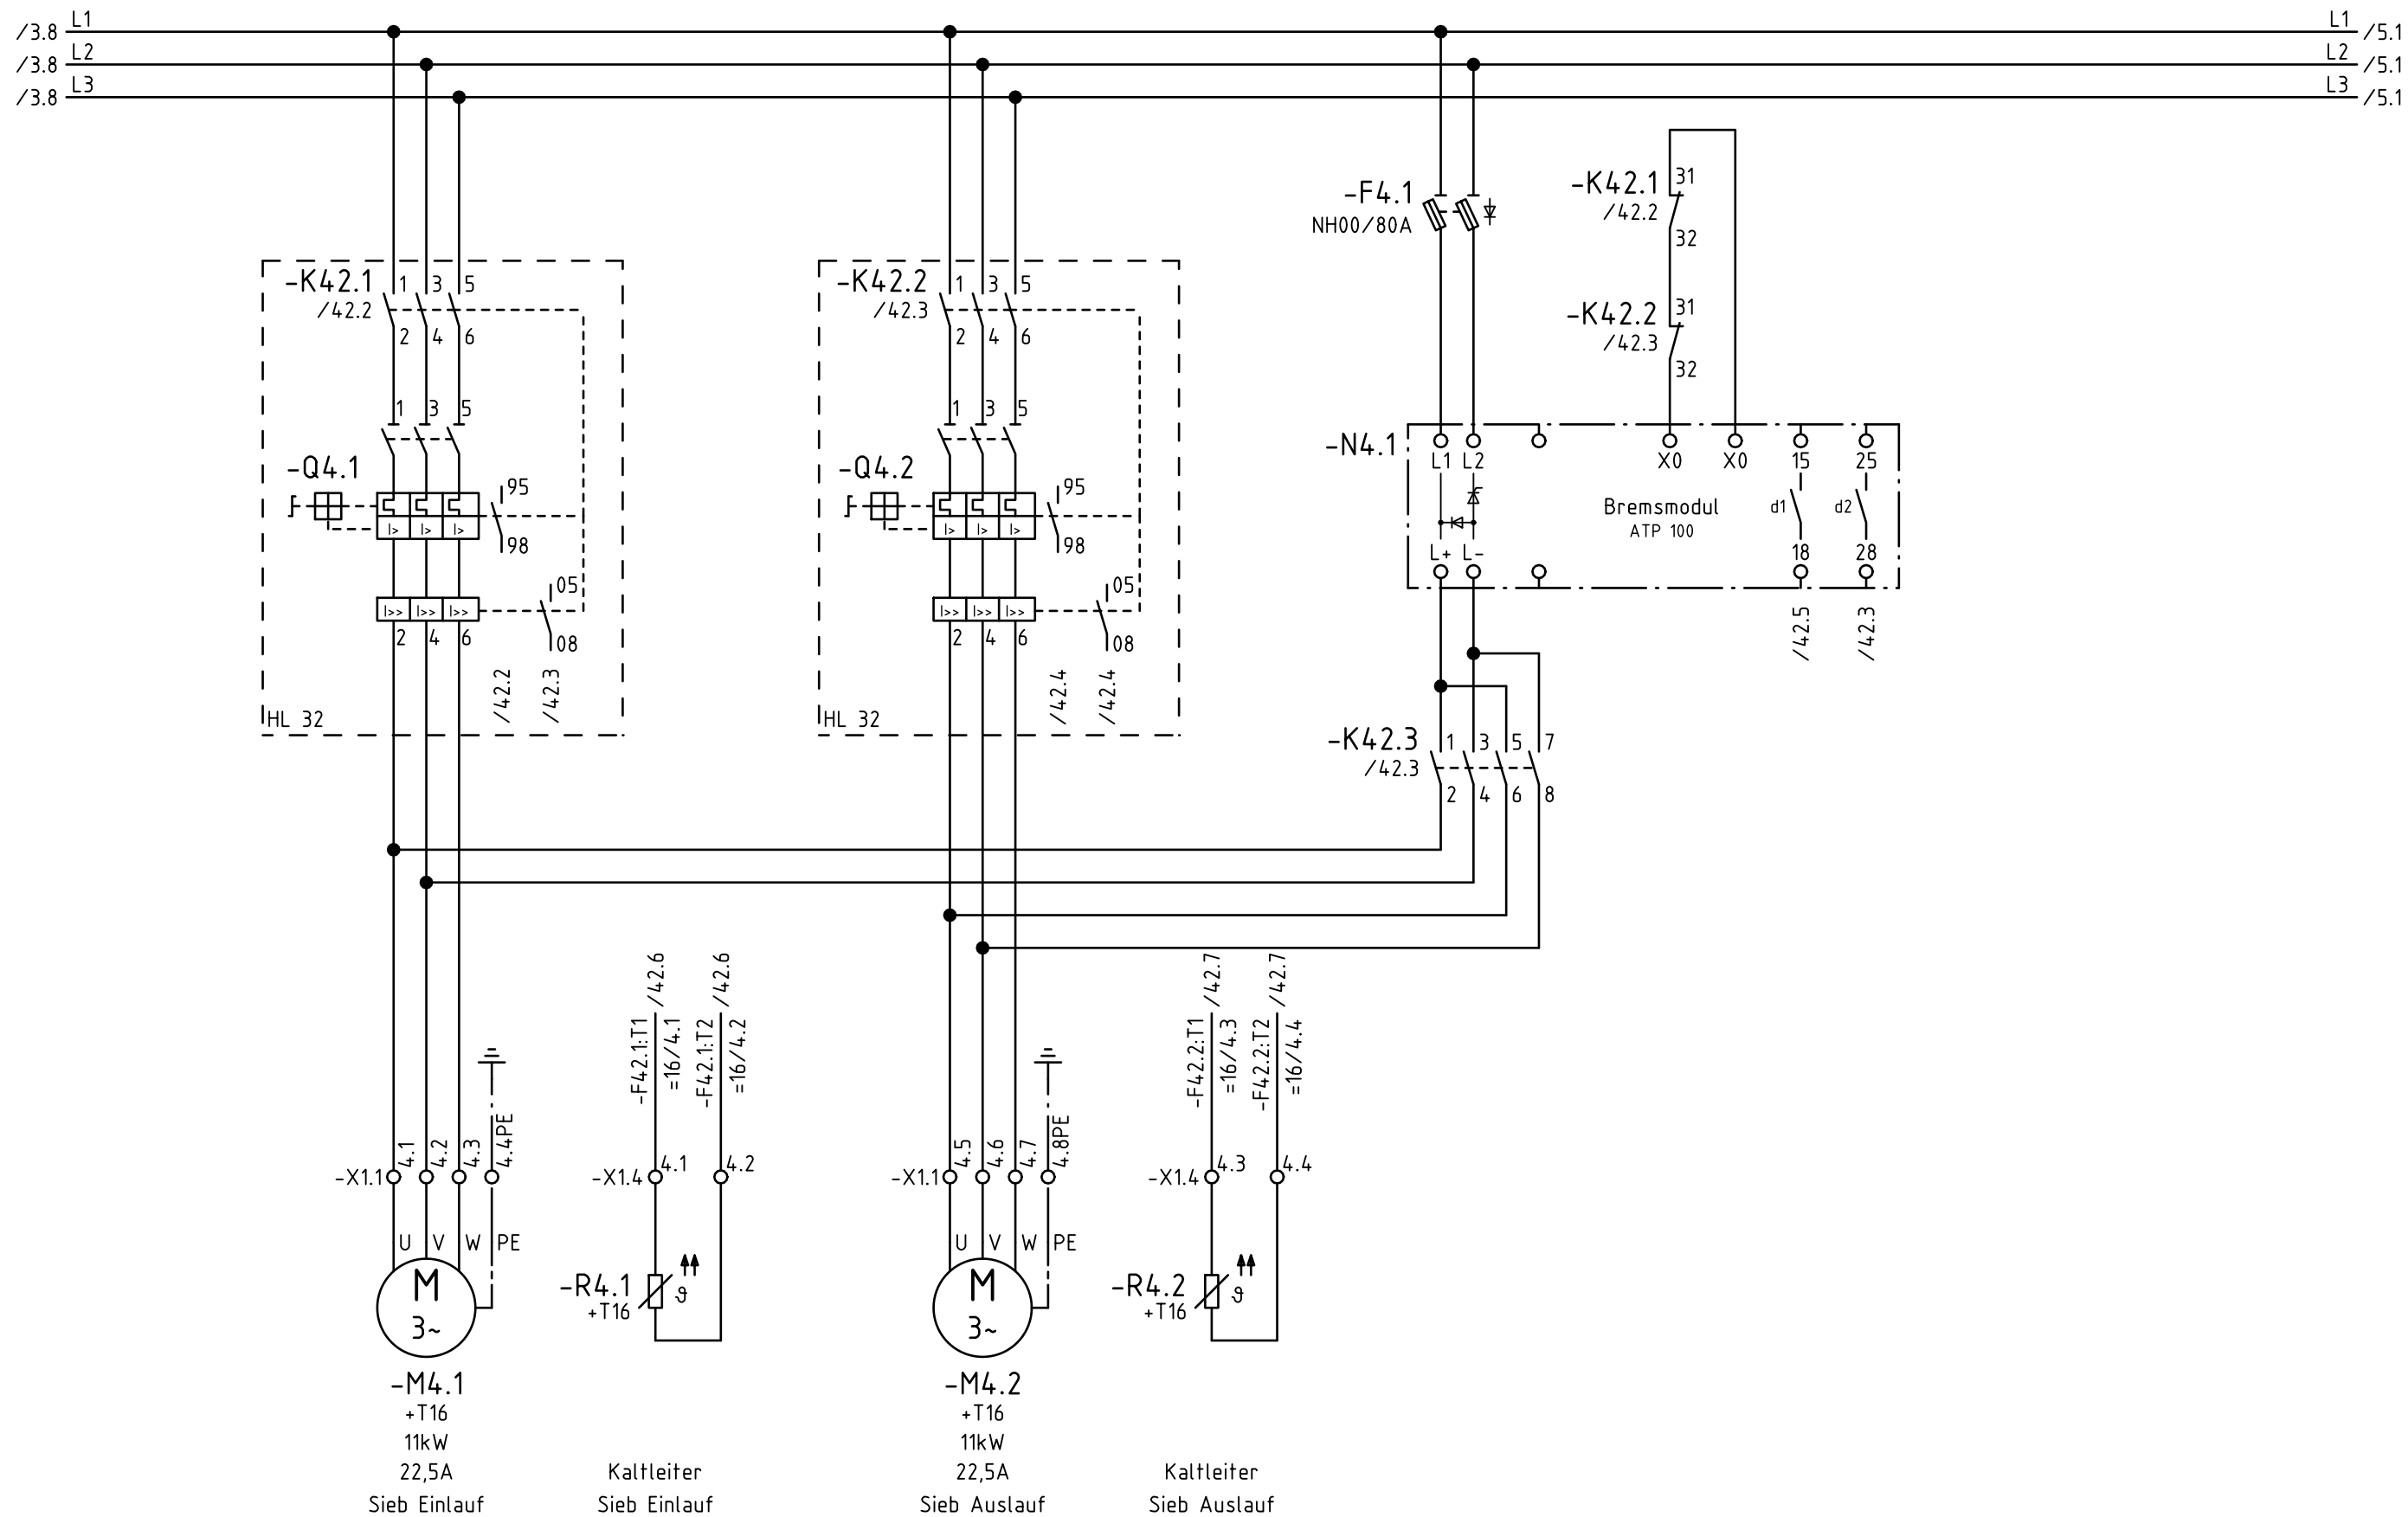 L1
/3.8
L1
/5.1
L2
/3.8
L2
/5.1
L3
/3.8
L3
/5.1
-K42.1
/42.2
1 3 5
2 4 6
1 3 5
-Q4.1
95
I> I> I>
98
05
I>> I>> I>>
2 4 6
08
/42.2
/42.3
HL 32
-K42.2
/42.3
1 3 5
2 4 6
1 3 5
-Q4.2
95
I> I> I>
98
05
I>> I>> I>>
2 4 6
08
/42.4
/42.4
HL 32
-F4.1
NH00/80A
-K42.1
/42.2
31
32
-K42.2
/42.3
31
32
-N4.1
L1 L2
X0 X0
15 25
Bremsmodul
ATP 100
d1 d2
L+ L-
18 28
/42.5
/42.3
-K42.3
/42.3
1 3 5 7
2 4 6 8
-X1.1
4.1
4.2
4.3
4.4PE
U V W PE
M
3~
-M4.1
+T16
11kW
22,5A
Sieb Einlauf
/42.6
/42.6
-F42.1:T1
=16/4.1
-F42.1:T2
=16/4.2
-X1.4
4.1
4.2
-R4.1
+T16
ϑ
Kaltleiter
Sieb Einlauf
-X1.1
4.5
4.6
4.7
4.8PE
U V W PE
M
3~
-M4.2
+T16
11kW
22,5A
Sieb Auslauf
/42.7
/42.7
-F42.2:T1
=16/4.3
-F42.2:T2
=16/4.4
-X1.4
4.3
4.4
-R4.2
+T16
ϑ
Kaltleiter
Sieb Auslauf